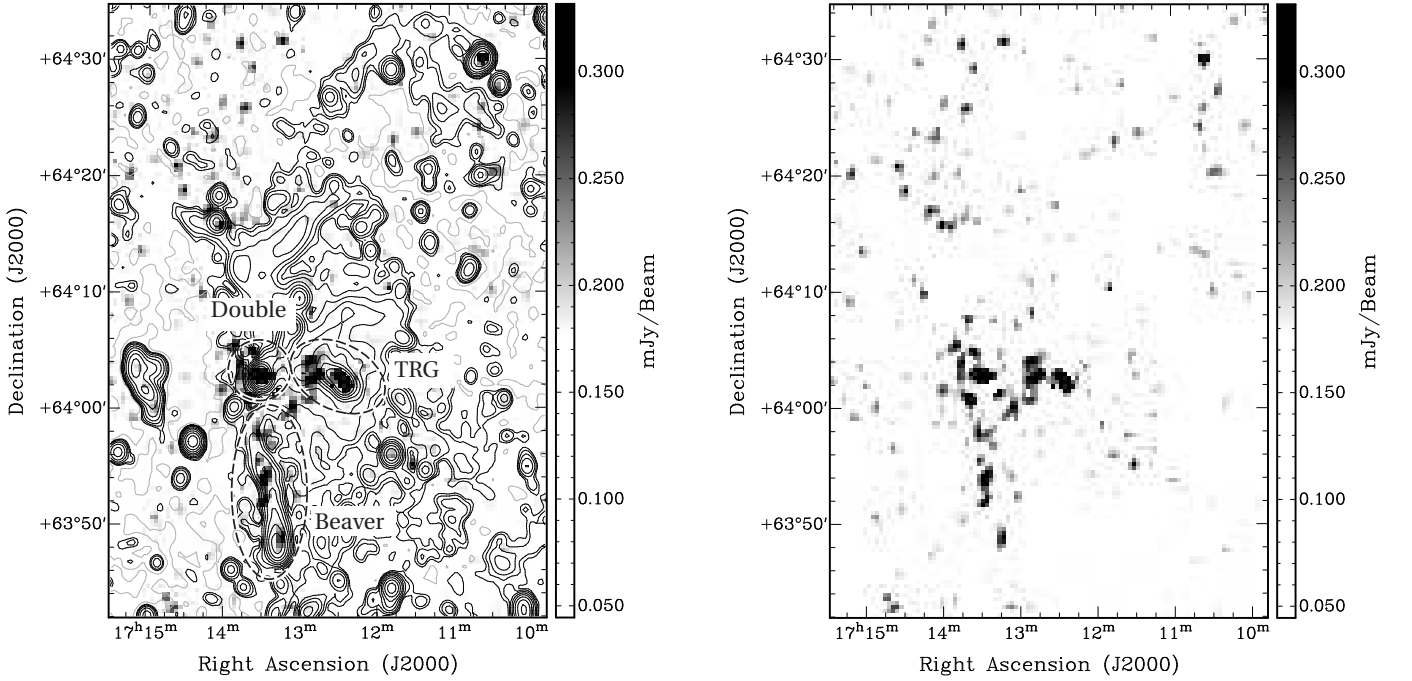 +64°30′
+64°20′
+64°10′
+64°00′
+63°50′
Declination (J2000)
17ʰ15ᵐ
14ᵐ
13ᵐ
12ᵐ
11ᵐ
10ᵐ
Right Ascension (J2000)
Double
TRG
Beaver
0.300
0.250
0.200
0.150
0.100
0.050
mJy/Beam
+64°30′
+64°20′
+64°10′
+64°00′
+63°50′
Declination (J2000)
17ʰ15ᵐ
14ᵐ
13ᵐ
12ᵐ
11ᵐ
10ᵐ
Right Ascension (J2000)
0.300
0.250
0.200
0.150
0.100
0.050
mJy/Beam